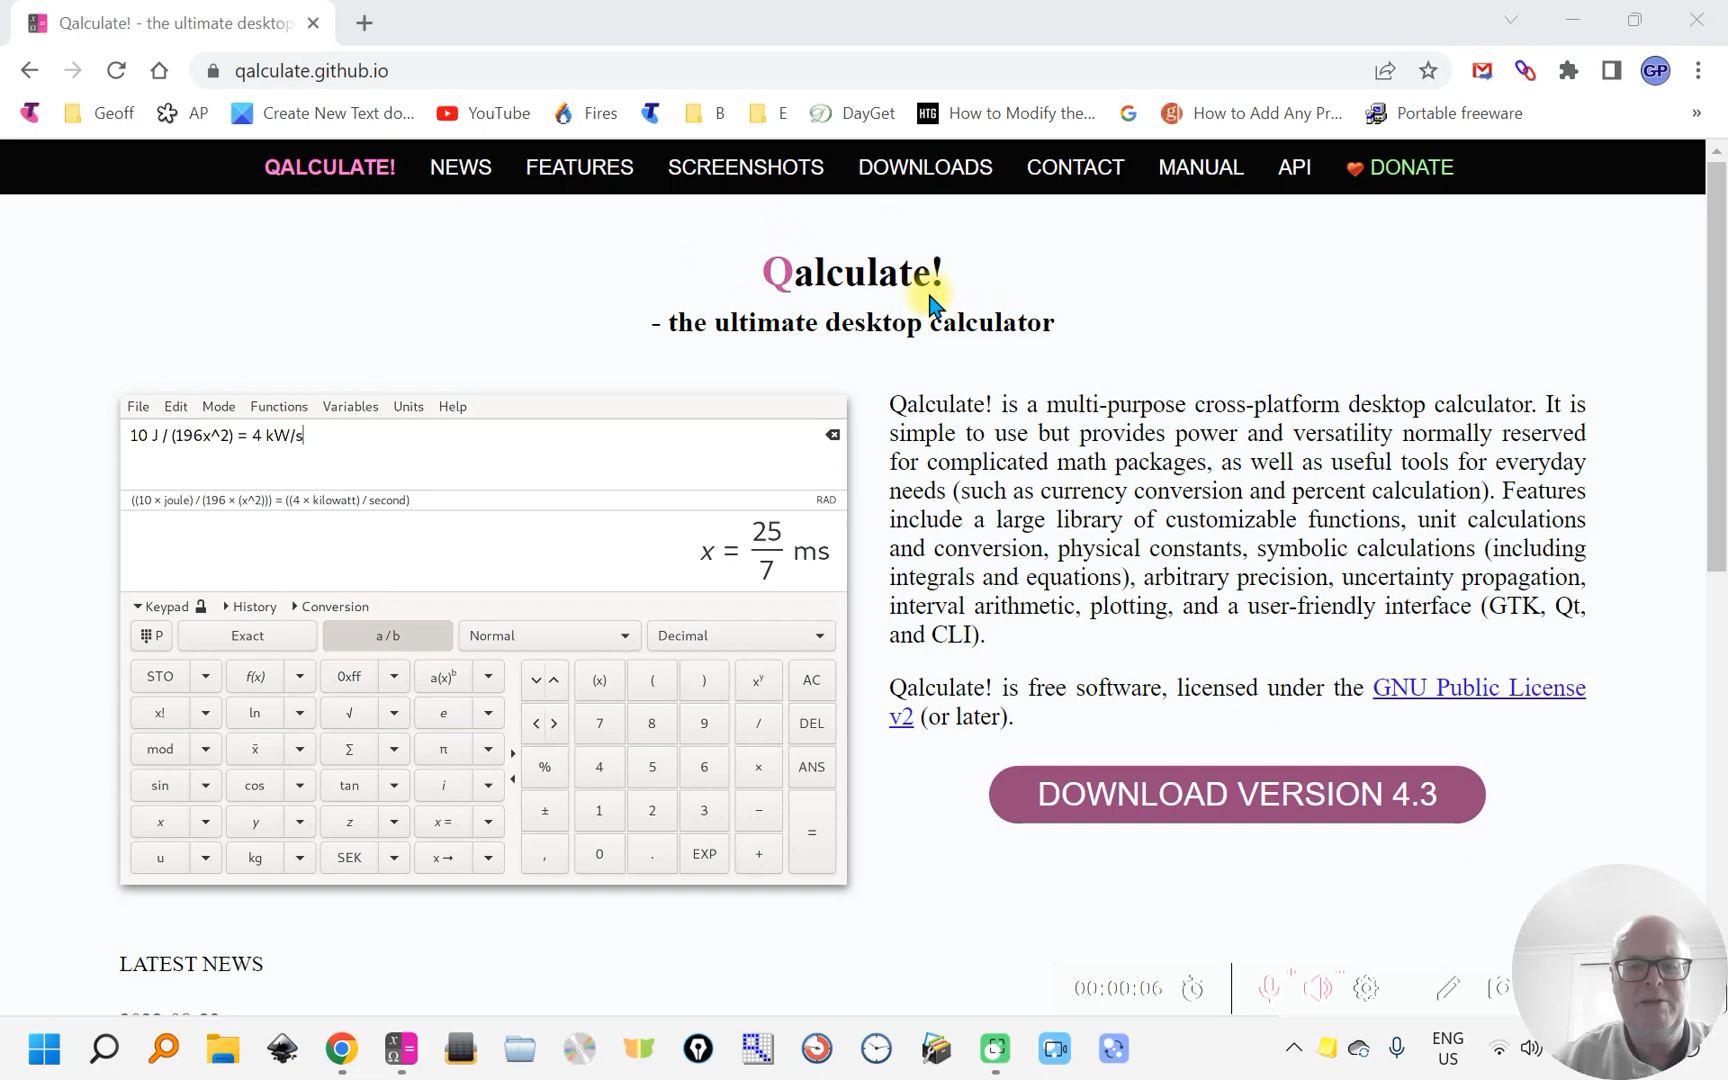 Qalculate! - the ultimate desktop
qalculate.github.io
GP
Geoff
AP
Create New Text do...
YouTube
Fires
B
E
DayGet
HTG
How to Modify the...
How to Add Any Pr...
Portable freeware
»
QALCULATE!
NEWS
FEATURES
SCREENSHOTS
DOWNLOADS
CONTACT
MANUAL
API
DONATE
Qalculate!
- the ultimate desktop calculator
File Edit Mode Functions Variables Units Help
10 J / (196x^2) = 4 kW/s
((10 × joule) / (196 × (x^2))) = ((4 × kilowatt) / second)
RAD
x = 25/7 ms
Keypad
History
Conversion
P
Exact
a / b
Normal
Decimal
STO f(x) 0xff a(x)^b (x) ( ) x^y AC
x! ln √ e < > 7 8 9 / DEL
mod x̄ Σ π % 4 5 6 × ANS
sin cos tan i ± 1 2 3 − =
x y z x =
u kg SEK x→ , 0 . EXP +
Qalculate! is a multi-purpose cross-platform desktop calculator. It is
simple to use but provides power and versatility normally reserved
for complicated math packages, as well as useful tools for everyday
needs (such as currency conversion and percent calculation). Features
include a large library of customizable functions, unit calculations
and conversion, physical constants, symbolic calculations (including
integrals and equations), arbitrary precision, uncertainty propagation,
interval arithmetic, plotting, and a user-friendly interface (GTK, Qt,
and CLI).
Qalculate! is free software, licensed under the GNU Public License
v2 (or later).
DOWNLOAD VERSION 4.3
LATEST NEWS
00:00:06
ENG
US